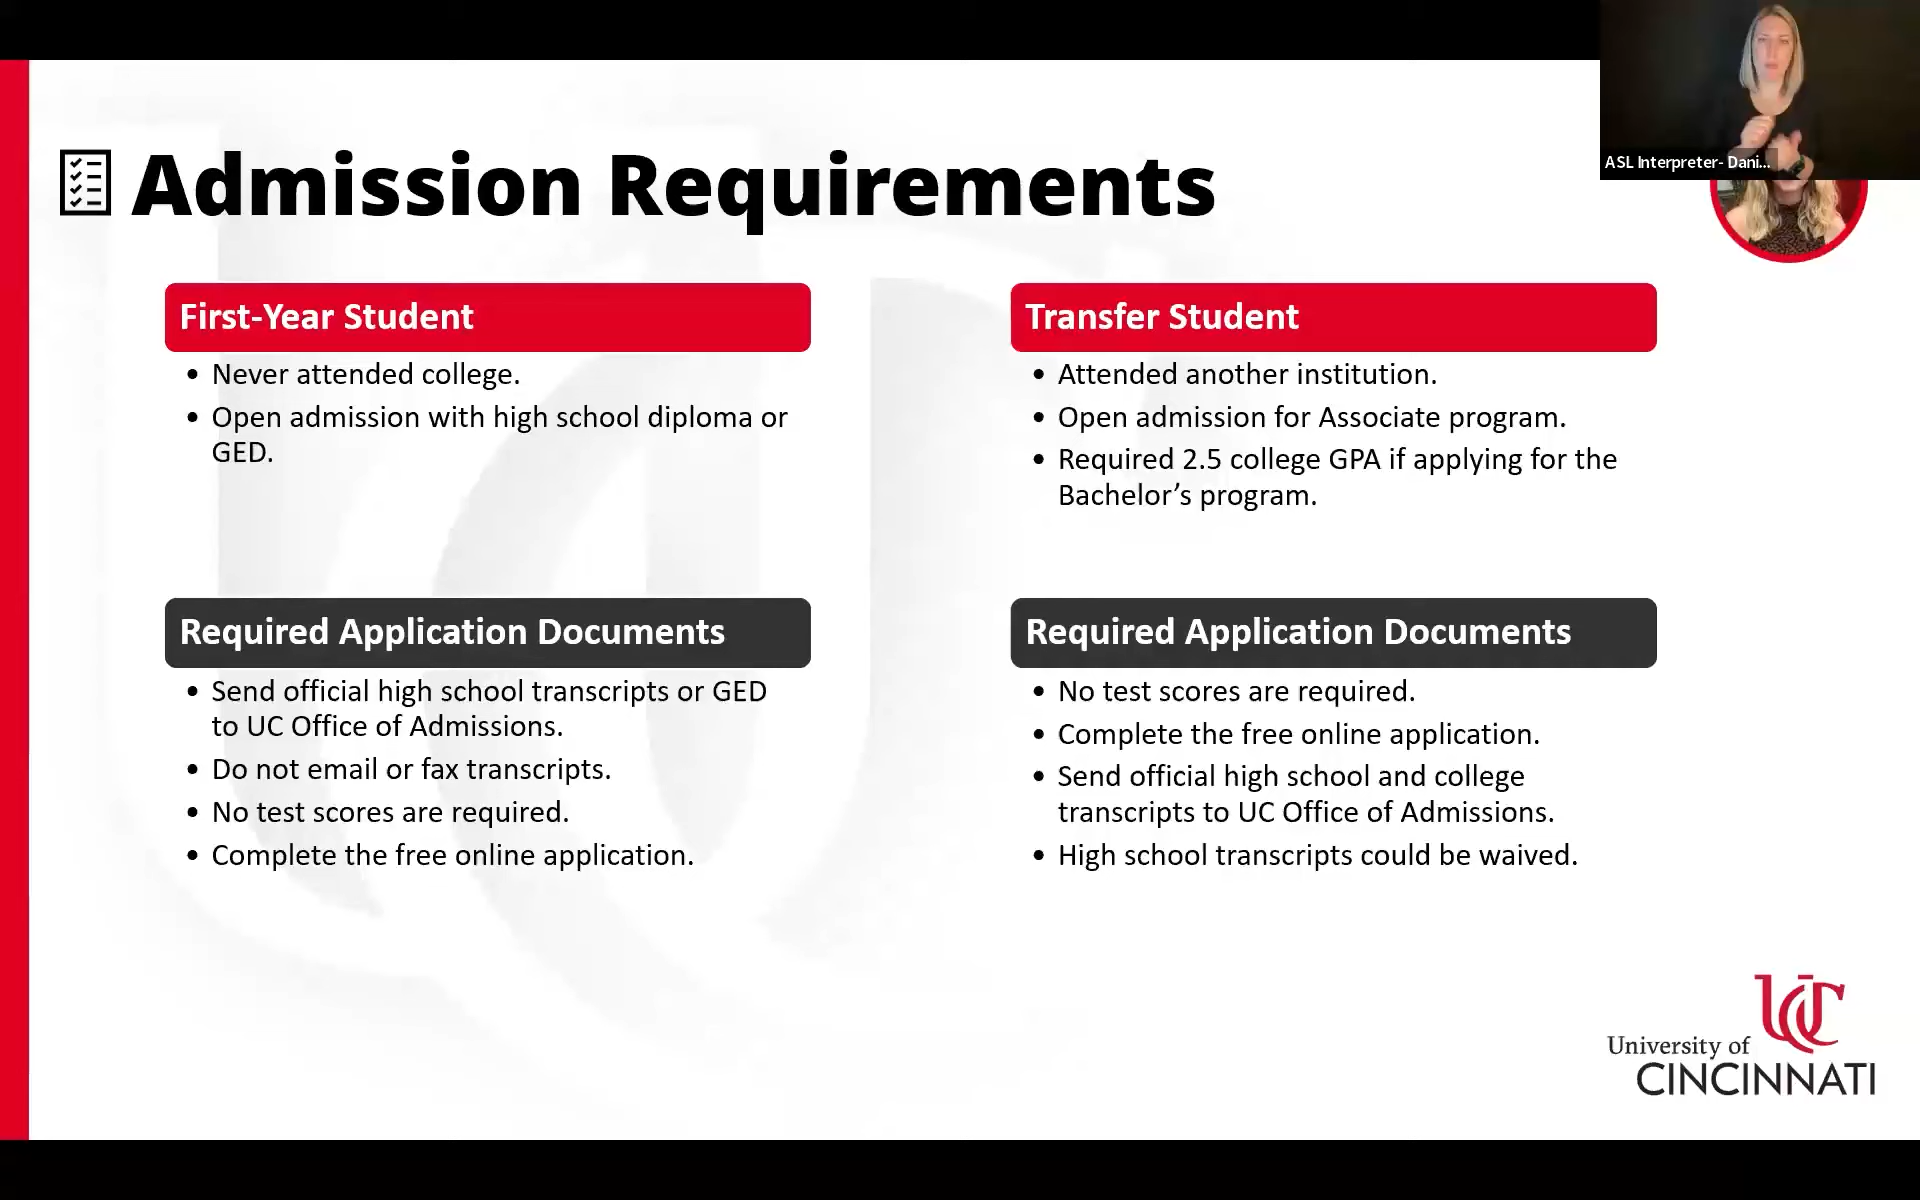 ASL Interpreter- Dani...
Admission Requirements
First-Year Student
• Never attended college.
• Open admission with high school diploma or
GED.
Required Application Documents
• Send official high school transcripts or GED
to UC Office of Admissions.
• Do not email or fax transcripts.
• No test scores are required.
• Complete the free online application.
Transfer Student
• Attended another institution.
• Open admission for Associate program.
• Required 2.5 college GPA if applying for the
Bachelor’s program.
Required Application Documents
• No test scores are required.
• Complete the free online application.
• Send official high school and college
transcripts to UC Office of Admissions.
• High school transcripts could be waived.
UC
University of
CINCINNATI